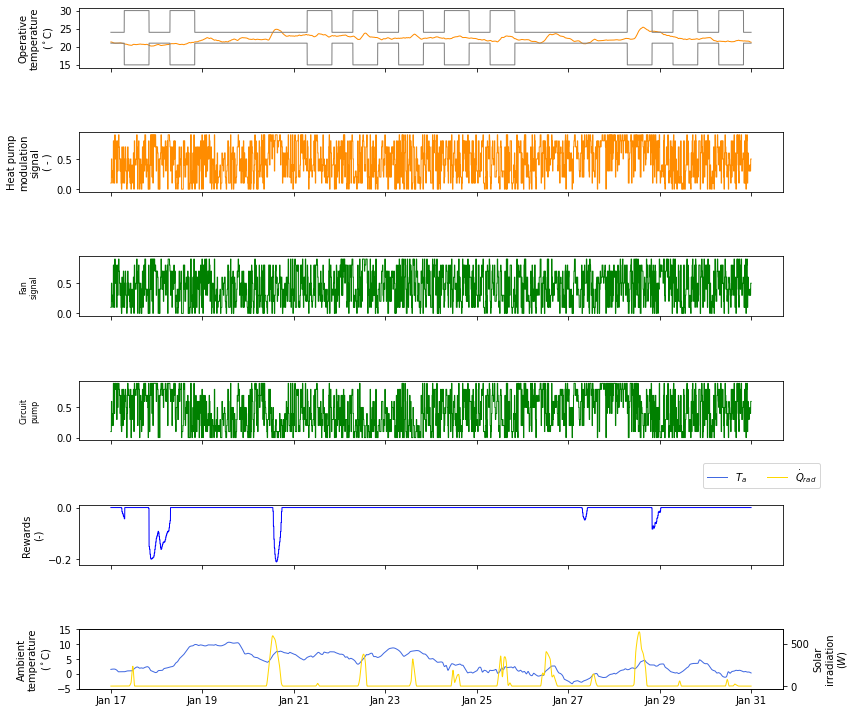 Operative
temperature
(°C)
30
25
20
15
Heat pump
modulation
signal
( - )
0.5
0.0
Fan
signal
0.5
0.0
Circuit
pump
0.5
0.0
T_a
Q̇_rad
Rewards
(-)
0.0
−0.2
Ambient
temperature
(°C)
15
10
5
0
−5
500
0
Solar
irradiation
(W)
Jan 17 Jan 19 Jan 21 Jan 23 Jan 25 Jan 27 Jan 29 Jan 31